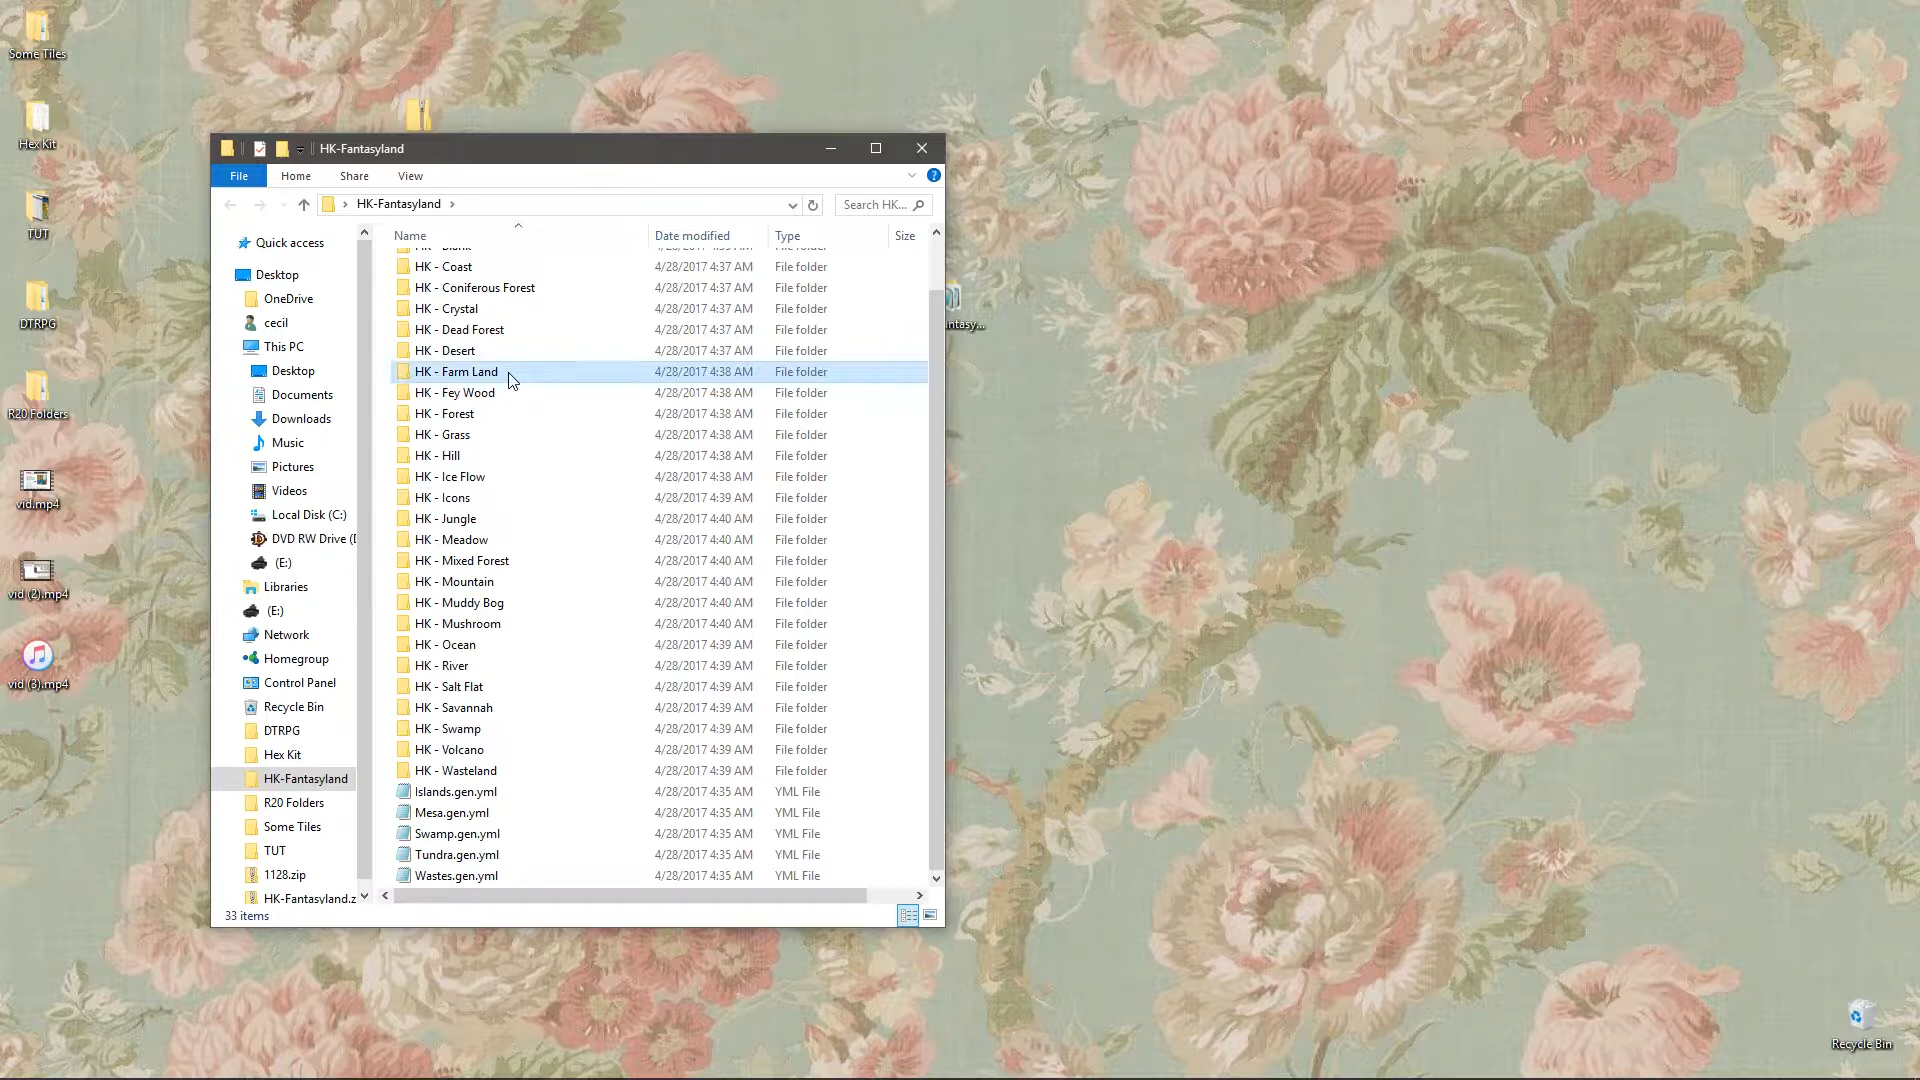 Some Tiles
Hex Kit
TUT
DTRPG
R20 Folders
vid.mp4
vid (2).mp4
vid (3).mp4
HK-Fantasyland
File Home Share View
HK-Fantasyland
Search HK...
Quick access
Desktop
OneDrive
cecil
This PC
Desktop
Documents
Downloads
Music
Pictures
Videos
Local Disk (C:)
DVD RW Drive (
(E:)
Libraries
(E:)
Network
Homegroup
Control Panel
Recycle Bin
DTRPG
Hex Kit
HK-Fantasyland
R20 Folders
Some Tiles
TUT
1128.zip
HK-Fantasyland.z
Name Date modified Type Size
HK - Coast 4/28/2017 4:37 AM File folder
HK - Coniferous Forest 4/28/2017 4:37 AM File folder
HK - Crystal 4/28/2017 4:37 AM File folder
HK - Dead Forest 4/28/2017 4:37 AM File folder
HK - Desert 4/28/2017 4:37 AM File folder
HK - Farm Land 4/28/2017 4:38 AM File folder
HK - Fey Wood 4/28/2017 4:38 AM File folder
HK - Forest 4/28/2017 4:38 AM File folder
HK - Grass 4/28/2017 4:38 AM File folder
HK - Hill 4/28/2017 4:38 AM File folder
HK - Ice Flow 4/28/2017 4:38 AM File folder
HK - Icons 4/28/2017 4:39 AM File folder
HK - Jungle 4/28/2017 4:40 AM File folder
HK - Meadow 4/28/2017 4:40 AM File folder
HK - Mixed Forest 4/28/2017 4:40 AM File folder
HK - Mountain 4/28/2017 4:40 AM File folder
HK - Muddy Bog 4/28/2017 4:40 AM File folder
HK - Mushroom 4/28/2017 4:40 AM File folder
HK - Ocean 4/28/2017 4:39 AM File folder
HK - River 4/28/2017 4:39 AM File folder
HK - Salt Flat 4/28/2017 4:39 AM File folder
HK - Savannah 4/28/2017 4:39 AM File folder
HK - Swamp 4/28/2017 4:39 AM File folder
HK - Volcano 4/28/2017 4:39 AM File folder
HK - Wasteland 4/28/2017 4:39 AM File folder
Islands.gen.yml 4/28/2017 4:35 AM YML File
Mesa.gen.yml 4/28/2017 4:35 AM YML File
Swamp.gen.yml 4/28/2017 4:35 AM YML File
Tundra.gen.yml 4/28/2017 4:35 AM YML File
Wastes.gen.yml 4/28/2017 4:35 AM YML File
33 items
ntasy...
Recycle Bin